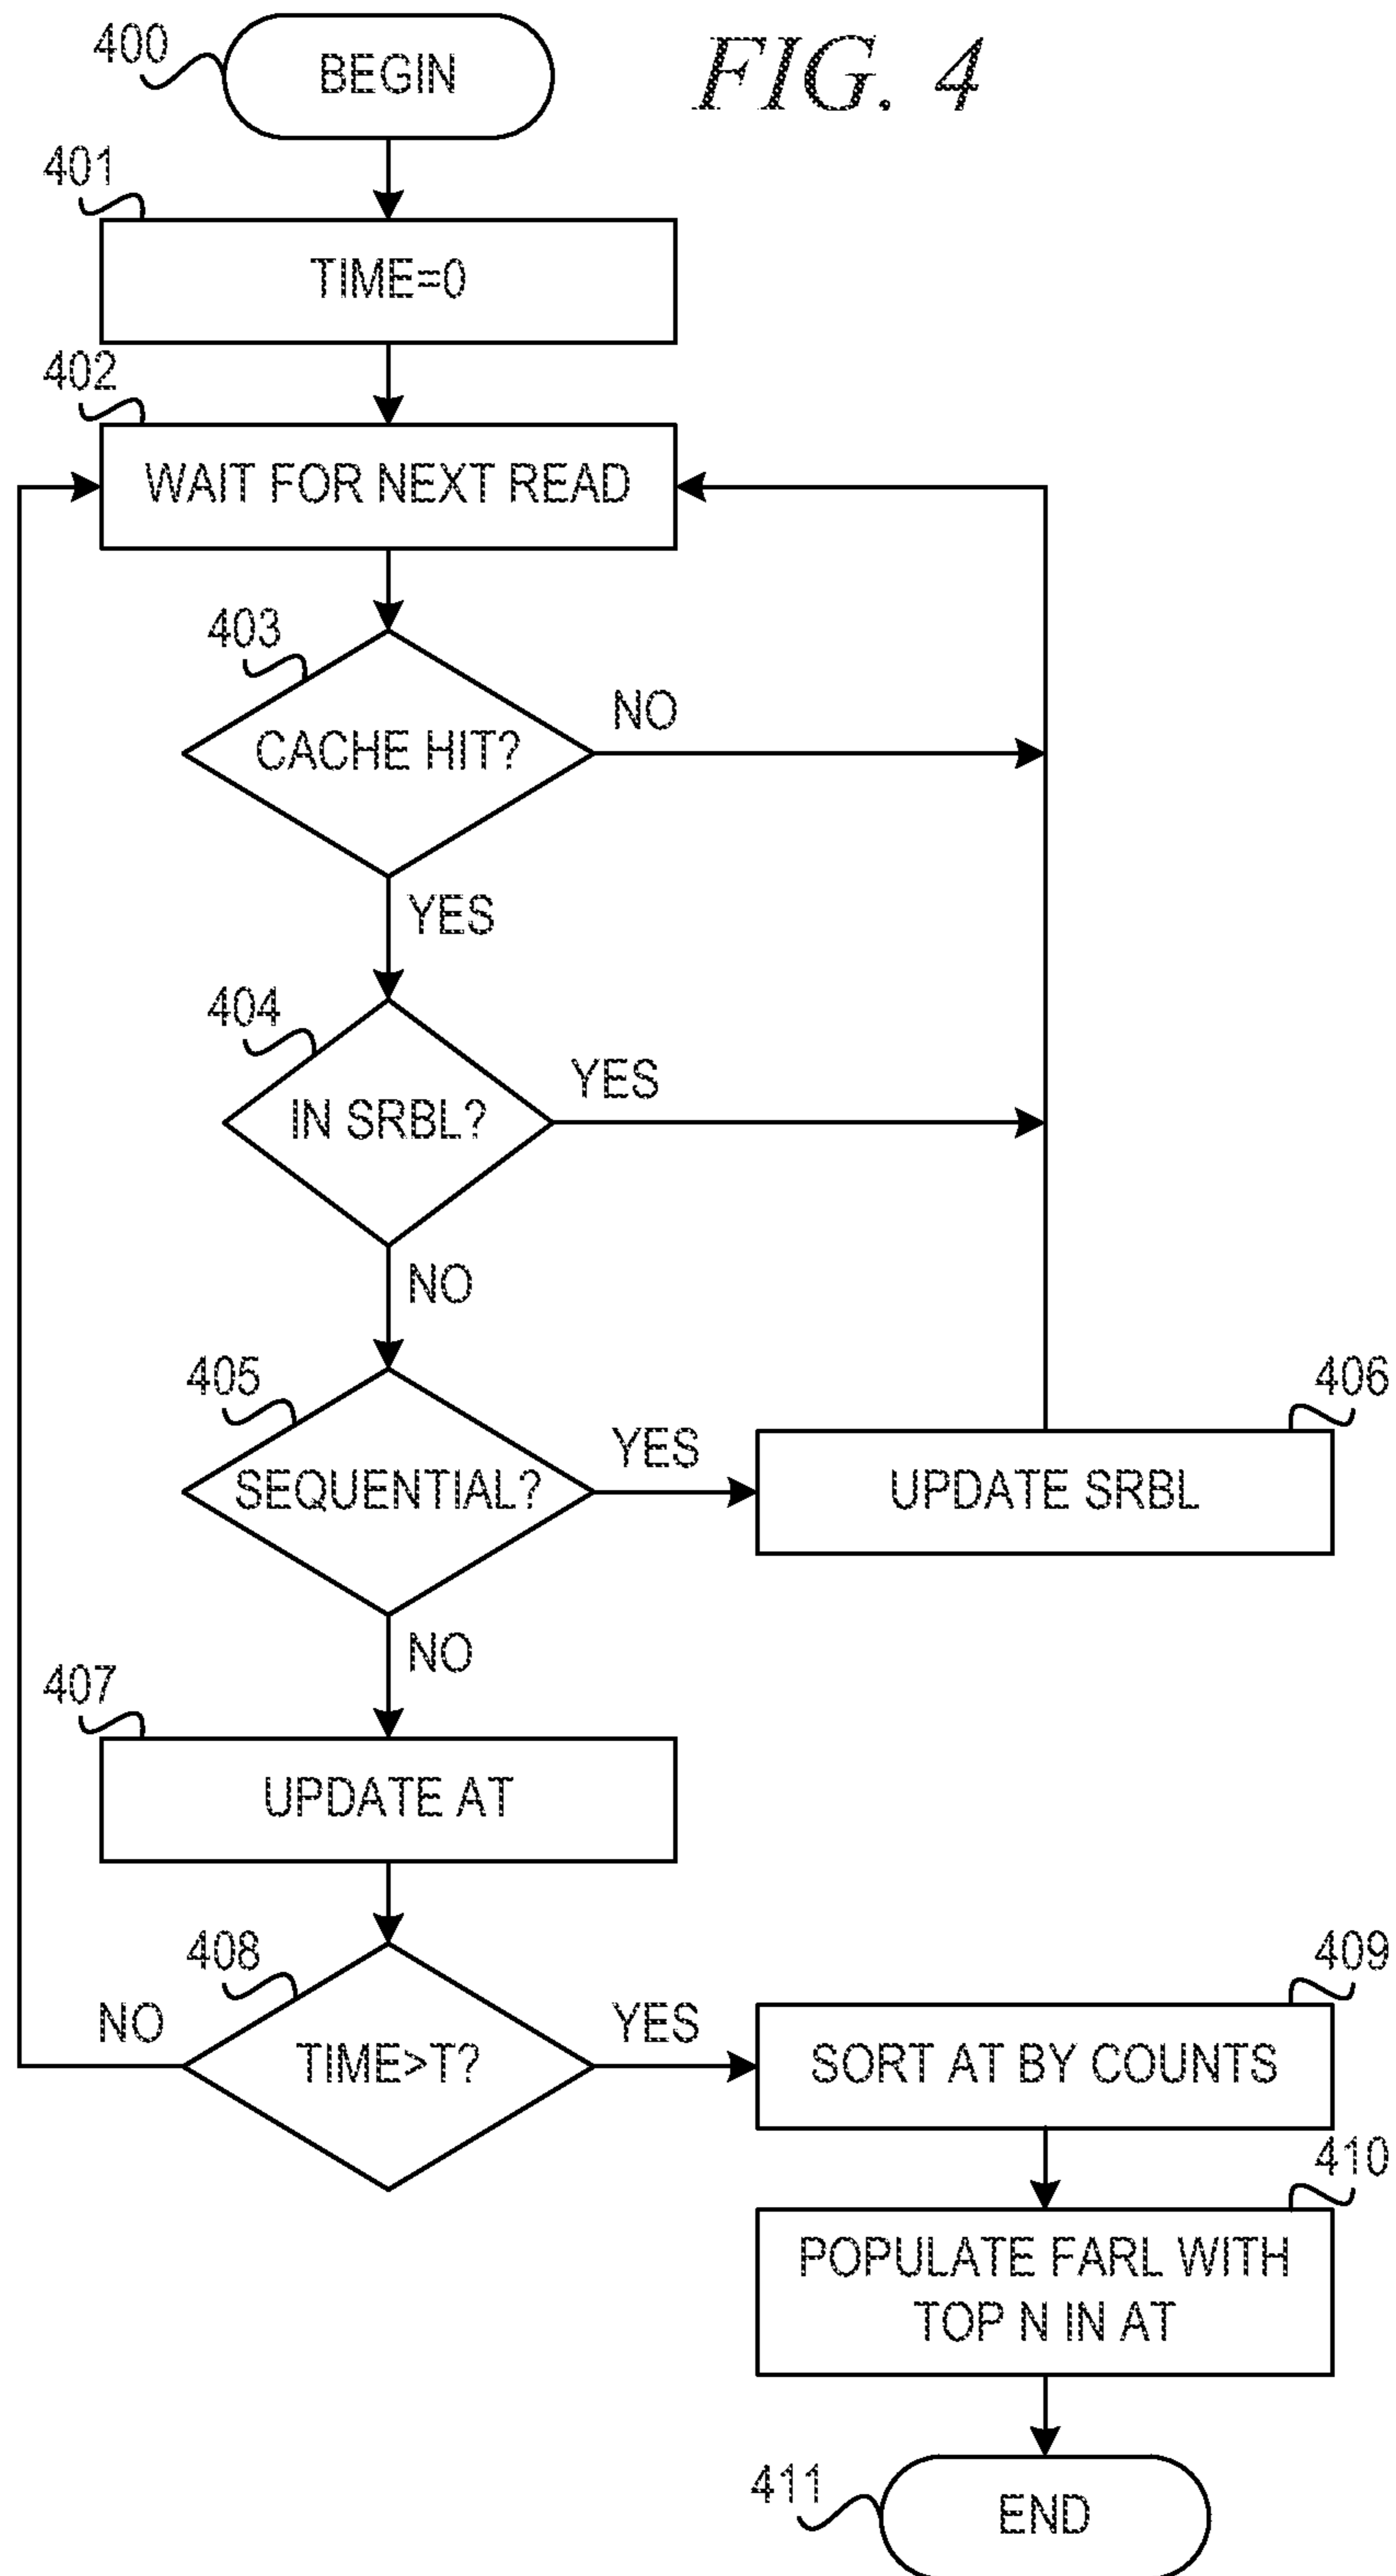 400
BEGIN
FIG. 4
401
TIME=0
402
WAIT FOR NEXT READ
403
CACHE HIT?
NO
YES
404
IN SRBL?
YES
NO
405
SEQUENTIAL?
YES
406
UPDATE SRBL
NO
407
UPDATE AT
408
TIME>T?
NO
YES
409
SORT AT BY COUNTS
410
POPULATE FARL WITH
TOP N IN AT
411
END